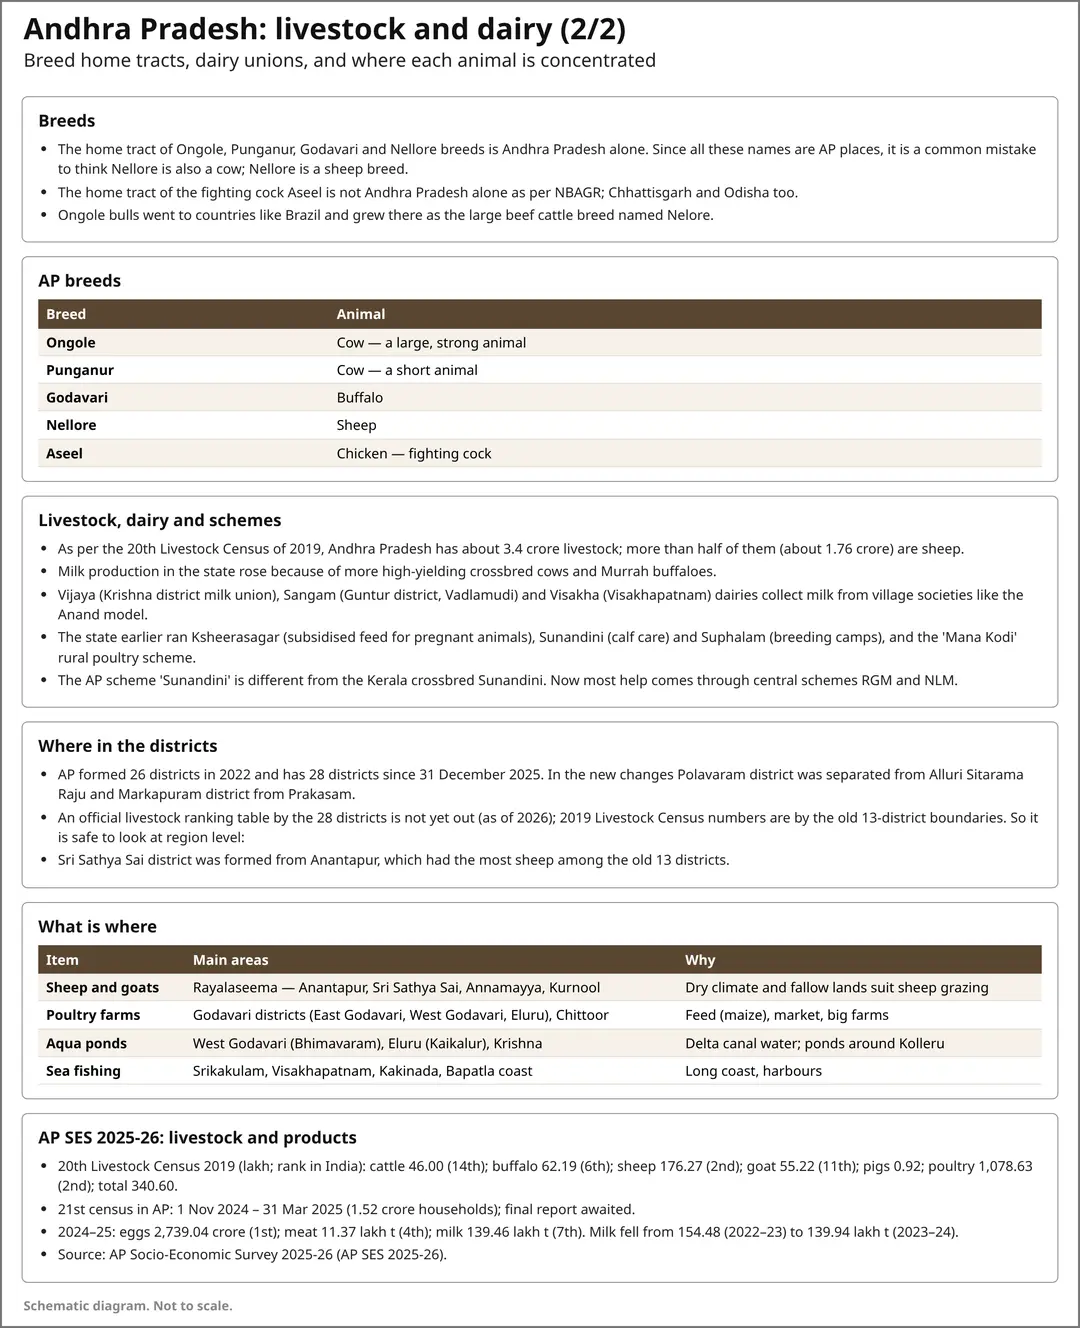 Andhra Pradesh: livestock and dairy (2/2)
Breed home tracts, dairy unions, and where each animal is concentrated
Breeds
• The home tract of Ongole, Punganur, Godavari and Nellore breeds is Andhra Pradesh alone. Since all these names are AP places, it is a common mistake
to think Nellore is also a cow; Nellore is a sheep breed.
• The home tract of the fighting cock Aseel is not Andhra Pradesh alone as per NBAGR; Chhattisgarh and Odisha too.
• Ongole bulls went to countries like Brazil and grew there as the large beef cattle breed named Nelore.
AP breeds
Breed Animal
Ongole Cow — a large, strong animal
Punganur Cow — a short animal
Godavari Buffalo
Nellore Sheep
Aseel Chicken — fighting cock
Livestock, dairy and schemes
• As per the 20th Livestock Census of 2019, Andhra Pradesh has about 3.4 crore livestock; more than half of them (about 1.76 crore) are sheep.
• Milk production in the state rose because of more high-yielding crossbred cows and Murrah buffaloes.
• Vijaya (Krishna district milk union), Sangam (Guntur district, Vadlamudi) and Visakha (Visakhapatnam) dairies collect milk from village societies like the
Anand model.
• The state earlier ran Ksheerasagar (subsidised feed for pregnant animals), Sunandini (calf care) and Suphalam (breeding camps), and the 'Mana Kodi'
rural poultry scheme.
• The AP scheme 'Sunandini' is different from the Kerala crossbred Sunandini. Now most help comes through central schemes RGM and NLM.
Where in the districts
• AP formed 26 districts in 2022 and has 28 districts since 31 December 2025. In the new changes Polavaram district was separated from Alluri Sitarama
Raju and Markapuram district from Prakasam.
• An official livestock ranking table by the 28 districts is not yet out (as of 2026); 2019 Livestock Census numbers are by the old 13-district boundaries. So it
is safe to look at region level:
• Sri Sathya Sai district was formed from Anantapur, which had the most sheep among the old 13 districts.
What is where
Item Main areas Why
Sheep and goats Rayalaseema — Anantapur, Sri Sathya Sai, Annamayya, Kurnool Dry climate and fallow lands suit sheep grazing
Poultry farms Godavari districts (East Godavari, West Godavari, Eluru), Chittoor Feed (maize), market, big farms
Aqua ponds West Godavari (Bhimavaram), Eluru (Kaikalur), Krishna Delta canal water; ponds around Kolleru
Sea fishing Srikakulam, Visakhapatnam, Kakinada, Bapatla coast Long coast, harbours
AP SES 2025-26: livestock and products
• 20th Livestock Census 2019 (lakh; rank in India): cattle 46.00 (14th); buffalo 62.19 (6th); sheep 176.27 (2nd); goat 55.22 (11th); pigs 0.92; poultry 1,078.63
(2nd); total 340.60.
• 21st census in AP: 1 Nov 2024 – 31 Mar 2025 (1.52 crore households); final report awaited.
• 2024–25: eggs 2,739.04 crore (1st); meat 11.37 lakh t (4th); milk 139.46 lakh t (7th). Milk fell from 154.48 (2022–23) to 139.94 lakh t (2023–24).
• Source: AP Socio-Economic Survey 2025-26 (AP SES 2025-26).
Schematic diagram. Not to scale.